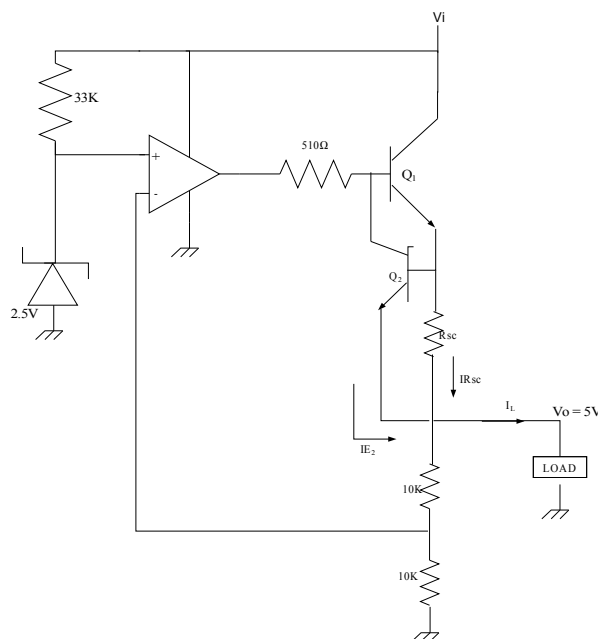 Vi
33K
510Ω
+
-
Q1
Q2
2.5V
Rsc
IRsc
IL
Vo = 5V
IE2
LOAD
10K
10K